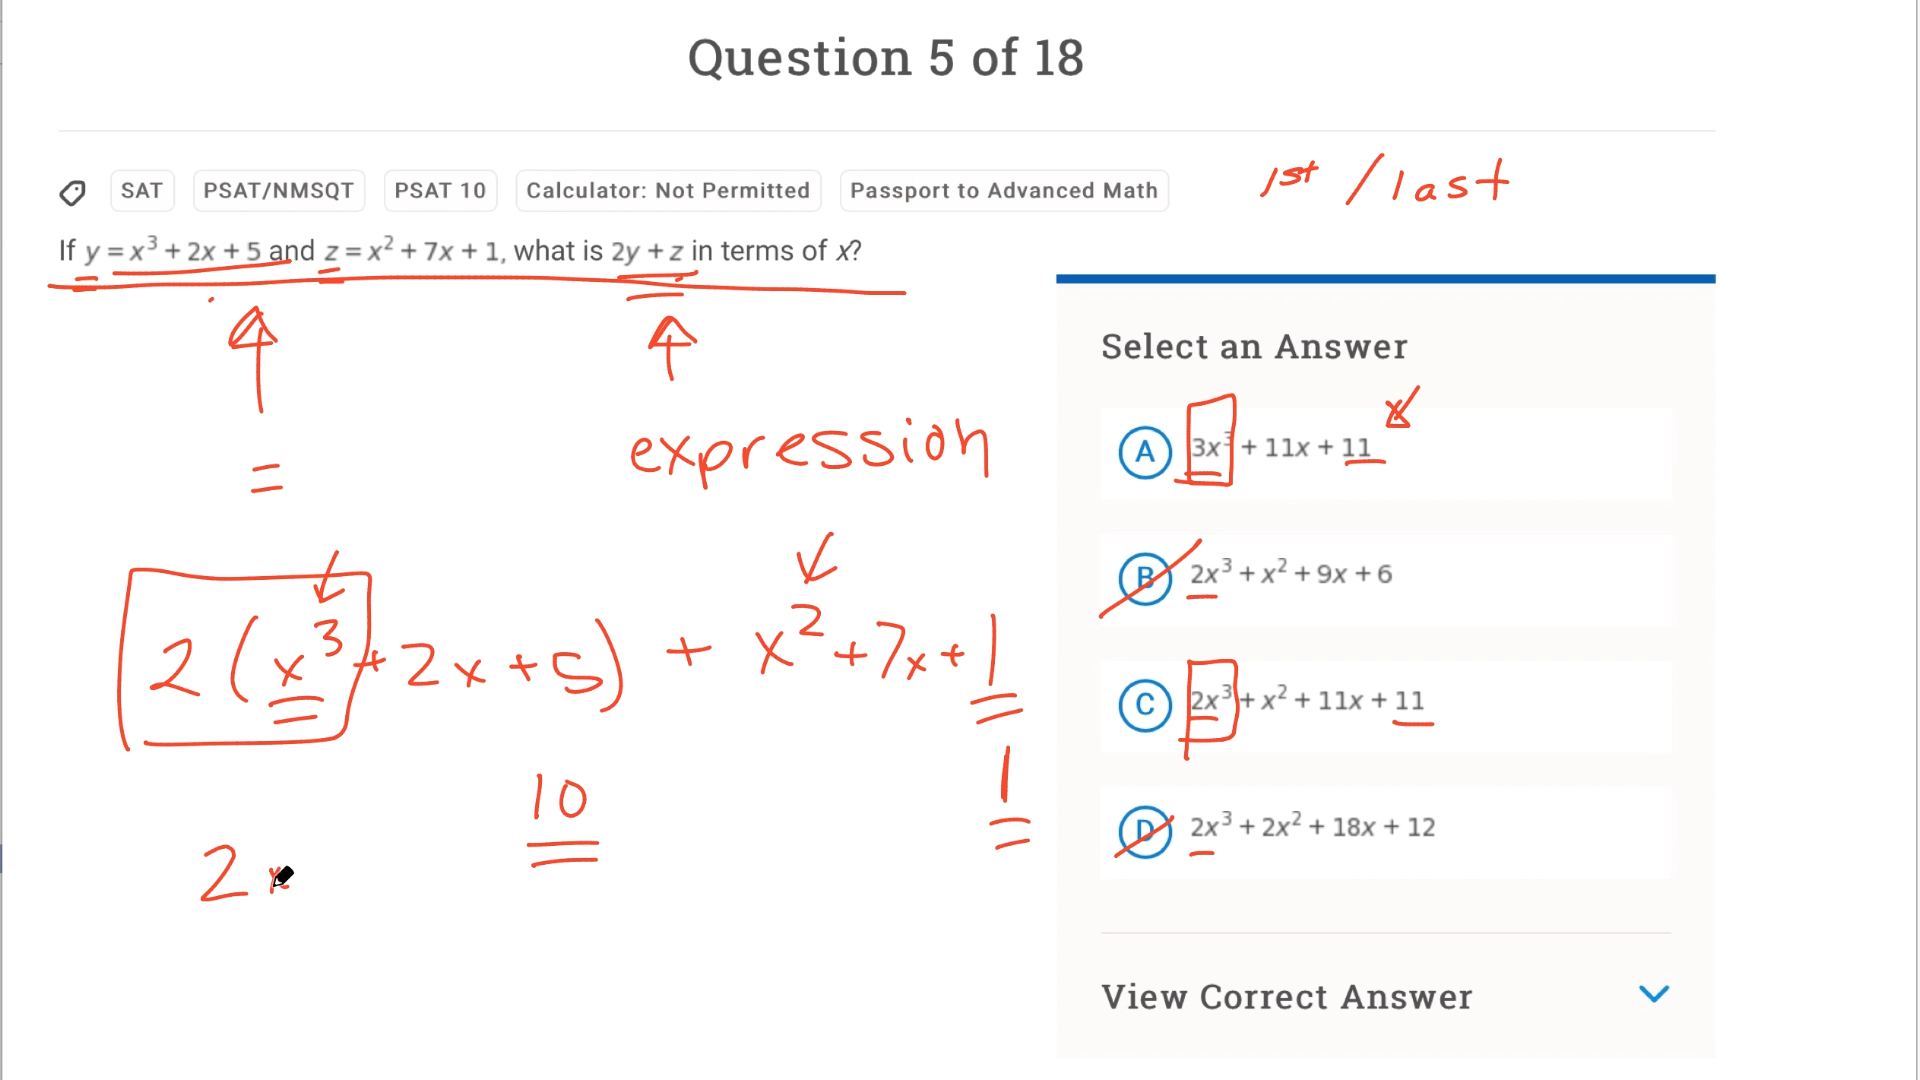 Question 5 of 18
1st / last
SAT PSAT/NMSQT PSAT 10 Calculator: Not Permitted Passport to Advanced Math
If y = x³ + 2x + 5 and z = x² + 7x + 1, what is 2y + z in terms of x?
=
expression
2(x³+2x+5) + x²+7x+1
10
1
2
Select an Answer
A 3x³ + 11x + 11
B 2x³ + x² + 9x + 6
C 2x³ + x² + 11x + 11
D 2x³ + 2x² + 18x + 12
View Correct Answer